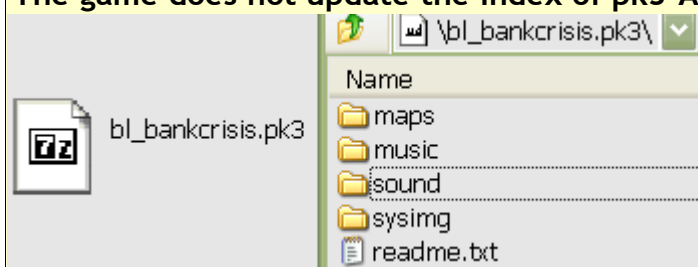 The game does not update the index of pk3 A
\bl_bankcrisis.pk3\
Name
bl_bankcrisis.pk3
maps
music
sound
sysimg
readme.txt